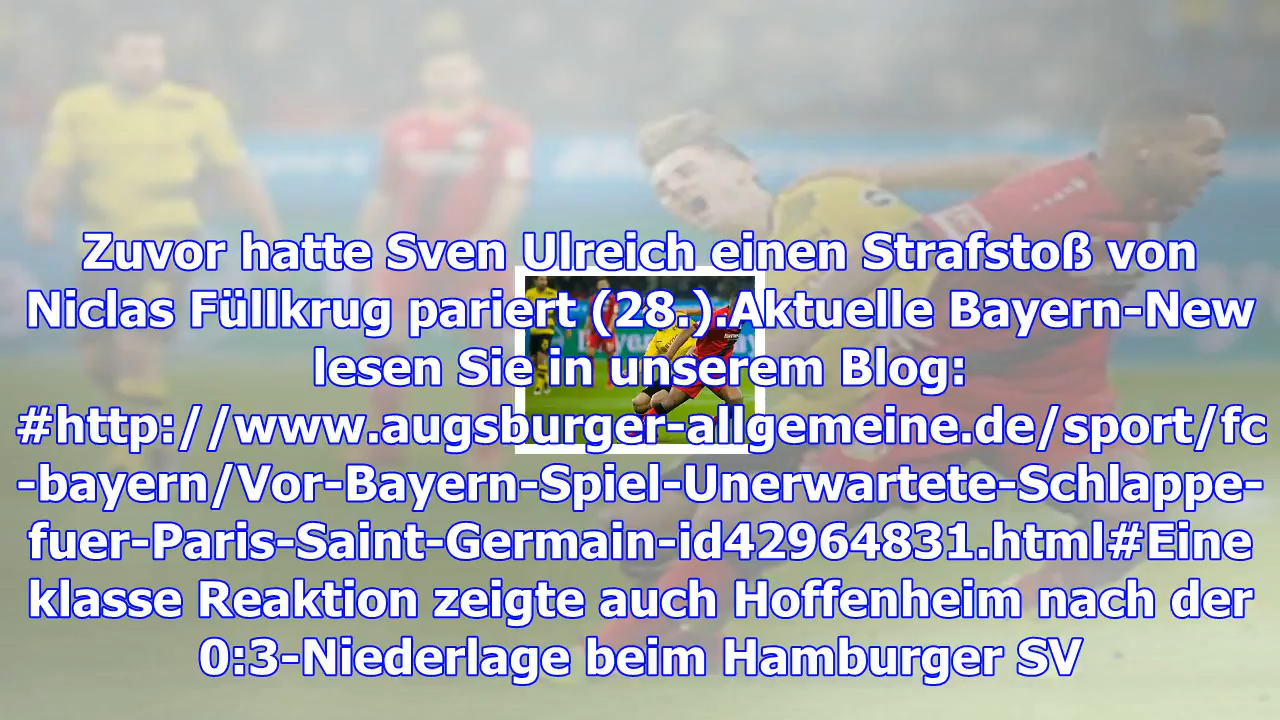 Zuvor hatte Sven Ulreich einen Strafstoß von
Niclas Füllkrug pariert (28.).Aktuelle Bayern-New
lesen Sie in unserem Blog:
#http://www.augsburger-allgemeine.de/sport/fc
-bayern/Vor-Bayern-Spiel-Unerwartete-Schlappe-
fuer-Paris-Saint-Germain-id42964831.html#Eine
klasse Reaktion zeigte auch Hoffenheim nach der
0:3-Niederlage beim Hamburger SV